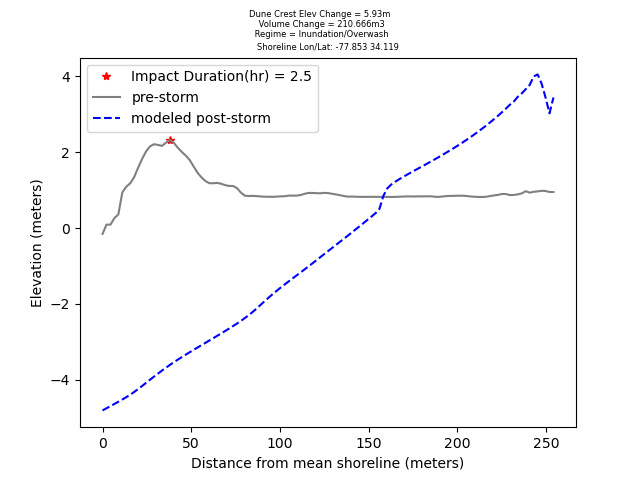 Dune Crest Elev Change = 5.93m
Volume Change = 210.666m3
Regime = Inundation/Overwash
Shoreline Lon/Lat: -77.853 34.119
Impact Duration(hr) = 2.5
pre-storm
modeled post-storm
Elevation (meters)
4
2
0
−2
−4
0 50 100 150 200 250
Distance from mean shoreline (meters)